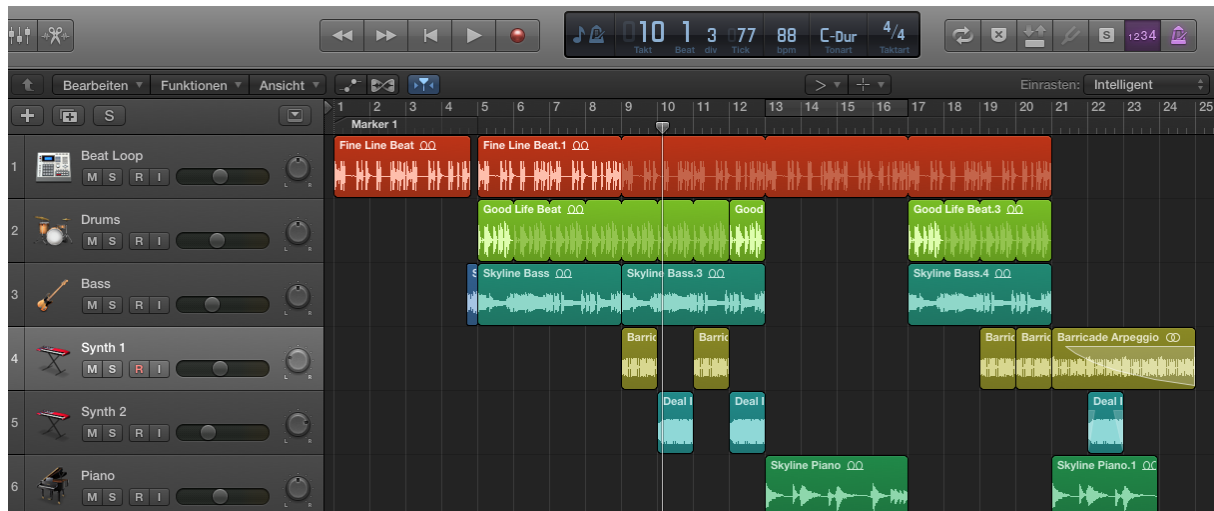 10 1 3 77 88 C-Dur 4/4
Takt Beat div Tick bpm Tonart Taktart
S 1234
Bearbeiten Funktionen Ansicht Einrasten: Intelligent
S 1 2 3 4 5 6 7 8 9 10 11 12 13 14 15 16 17 18 19 20 21 22 23 24 25
Marker 1
1 Beat Loop Fine Line Beat Fine Line Beat.1
M S R I
L R
2 Drums Good Life Beat Good Good Life Beat.3
M S R I
L R
3 Bass S Skyline Bass Skyline Bass.3 Skyline Bass.4
M S R I
L R
4 Synth 1 Barric Barric Barric Barric Barricade Arpeggio
M S R I
L R
5 Synth 2 Deal Deal Deal
M S R I
L R
6 Piano Skyline Piano Skyline Piano.1
M S R I
L R